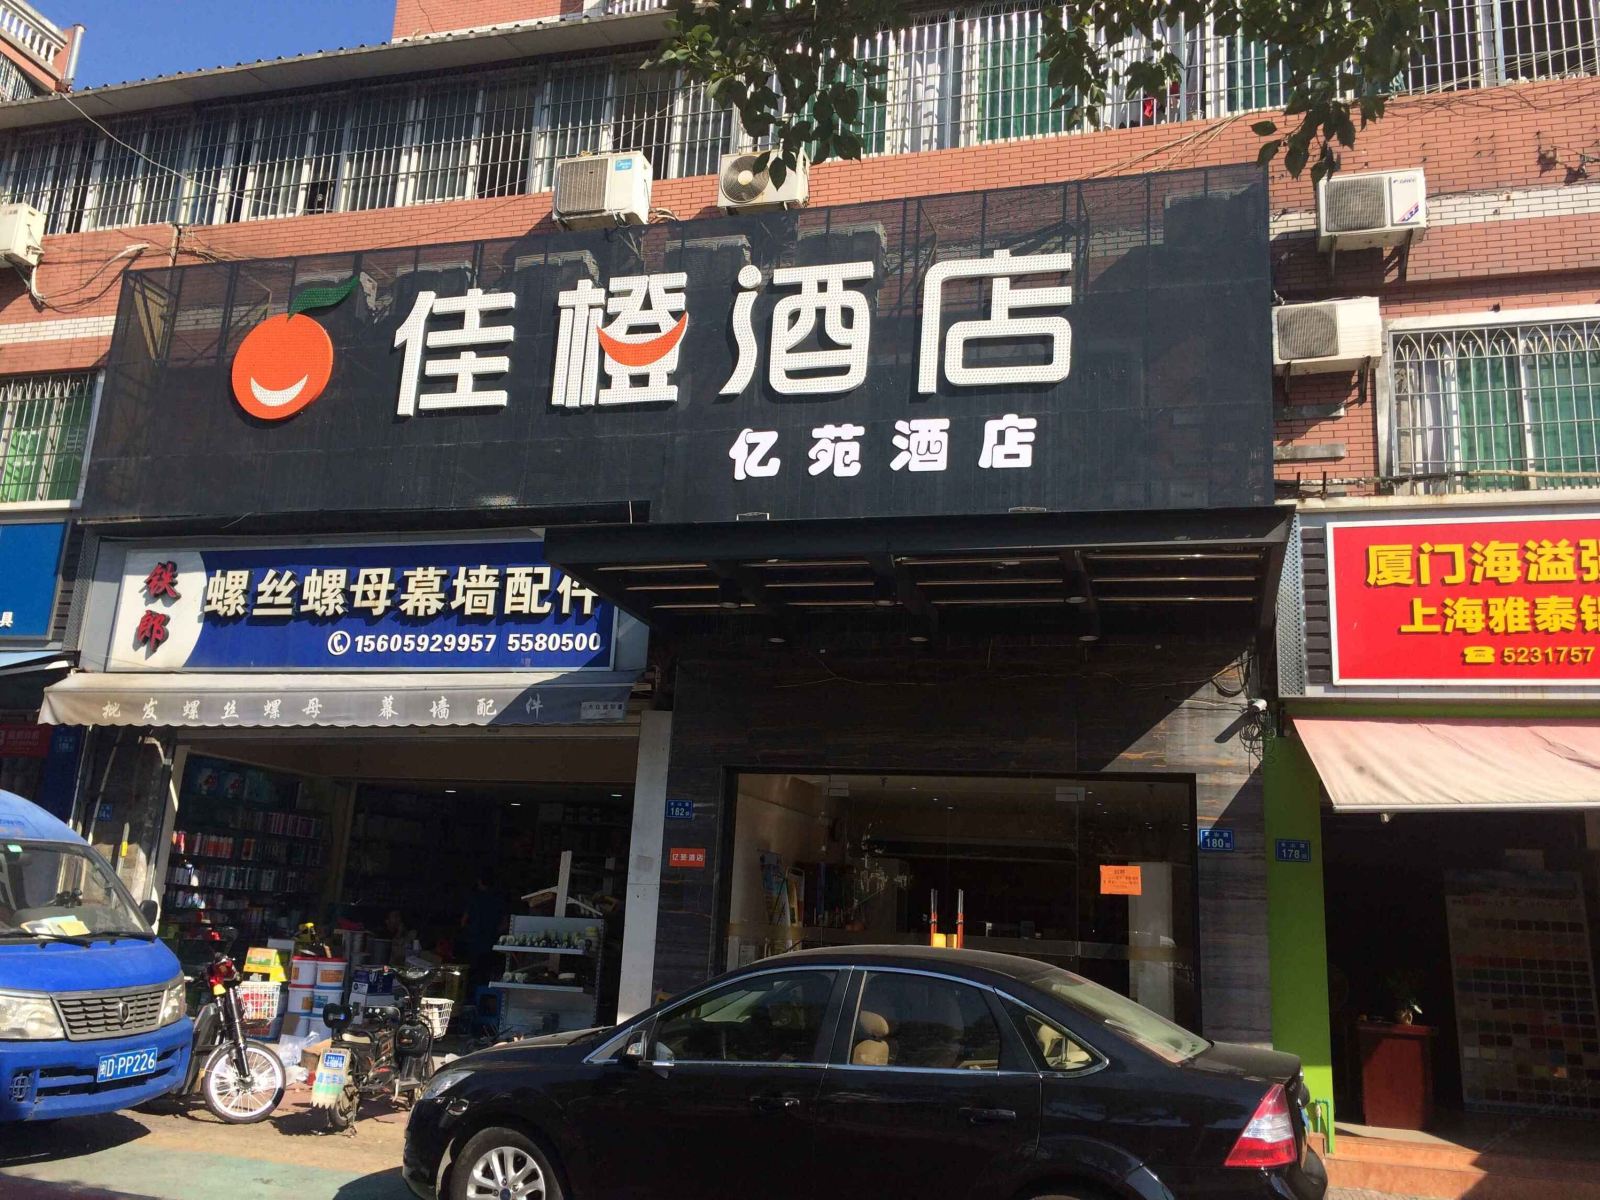 佳橙酒店
亿苑酒店
铁郎
螺丝螺母幕墙配件
15605929957 5580500
批发螺丝螺母 幕墙配件
厦门海溢
上海雅泰
5231757
182
亿苑酒店
180
178
闽D·PP226